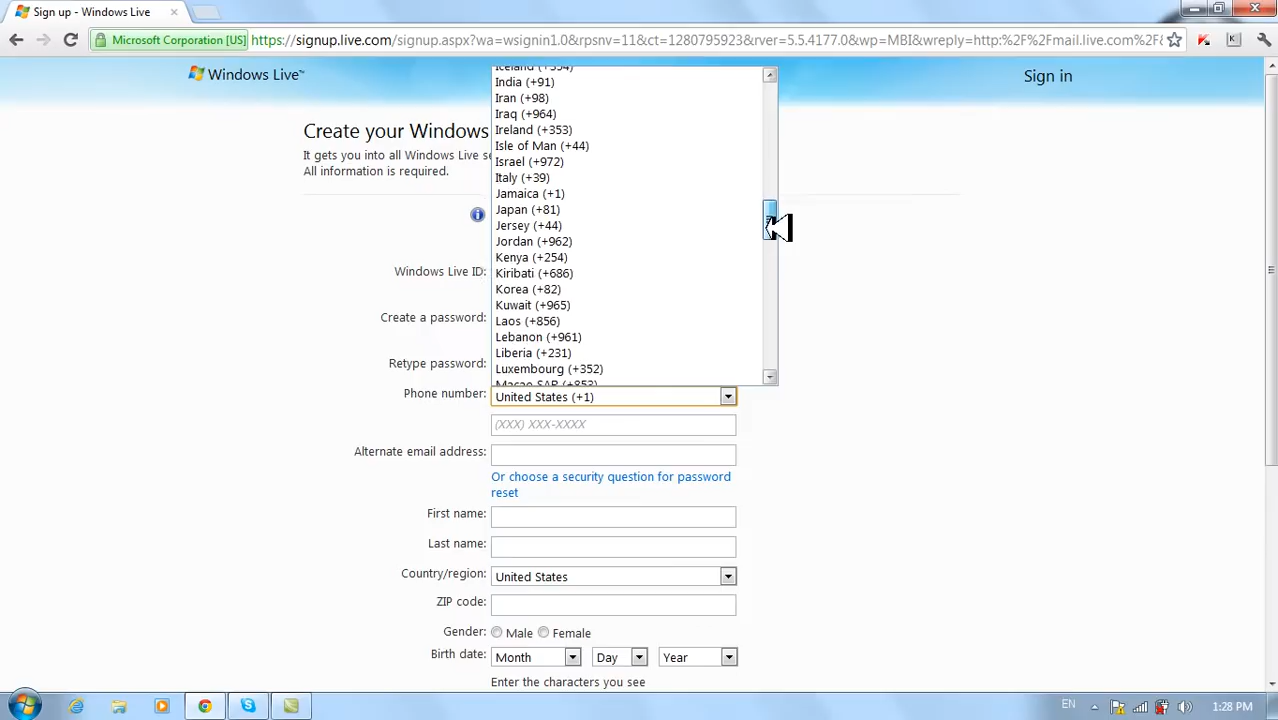 Sign up - Windows Live
Microsoft Corporation [US] https://signup.live.com/signup.aspx?wa=wsignin1.0&rpsnv=11&ct=1280795923&rver=5.5.4177.0&wp=MBI&wreply=http:%2F%2Fmail.live.com%2F&
Windows Live™
Sign in
Create your Windows
It gets you into all Windows Live se
All information is required.
Iceland (+354)
India (+91)
Iran (+98)
Iraq (+964)
Ireland (+353)
Isle of Man (+44)
Israel (+972)
Italy (+39)
Jamaica (+1)
Japan (+81)
Jersey (+44)
Jordan (+962)
Kenya (+254)
Kiribati (+686)
Korea (+82)
Kuwait (+965)
Laos (+856)
Lebanon (+961)
Liberia (+231)
Luxembourg (+352)
Macao SAR (+853)
Windows Live ID:
Create a password:
Retype password:
Phone number: United States (+1)
(XXX) XXX-XXXX
Alternate email address:
Or choose a security question for password
reset
First name:
Last name:
Country/region: United States
ZIP code:
Gender: Male Female
Birth date: Month Day Year
Enter the characters you see
EN 1:28 PM